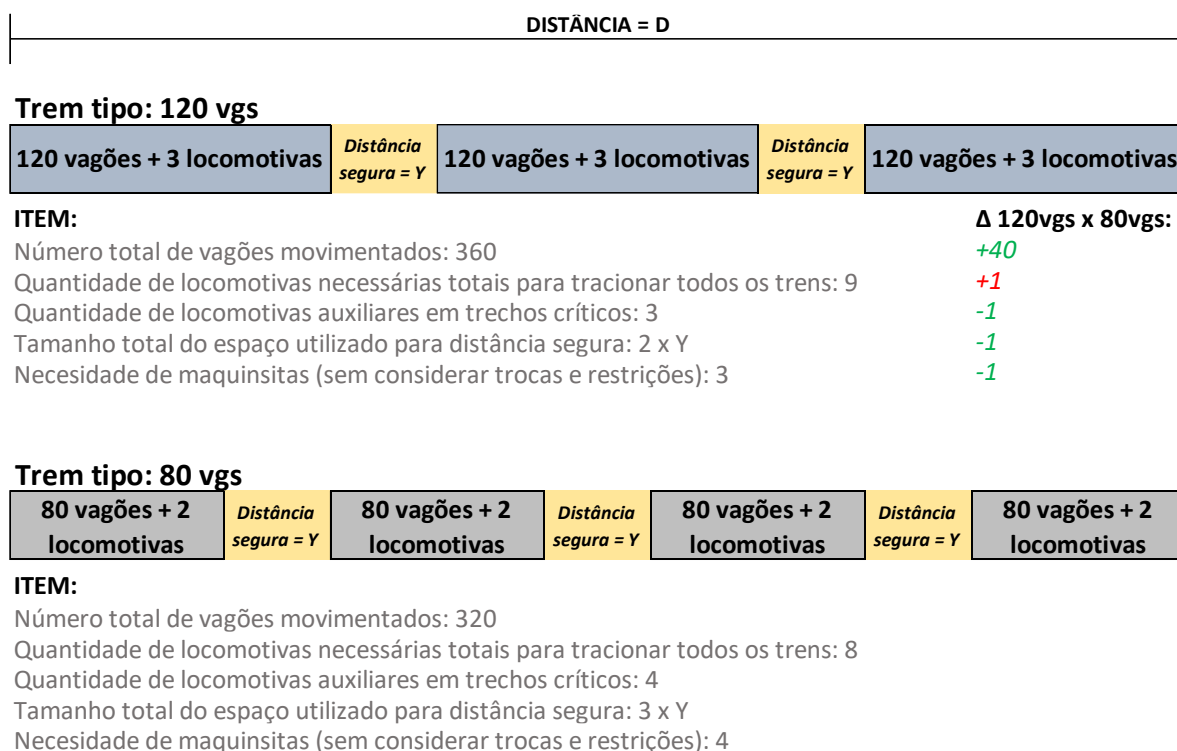 DISTÂNCIA = D
Trem tipo: 120 vgs
120 vagões + 3 locomotivas
Distância
segura = Y
120 vagões + 3 locomotivas
Distância
segura = Y
120 vagões + 3 locomotivas
ITEM:
Δ 120vgs x 80vgs:
Número total de vagões movimentados: 360
+40
Quantidade de locomotivas necessárias totais para tracionar todos os trens: 9
+1
Quantidade de locomotivas auxiliares em trechos críticos: 3
-1
Tamanho total do espaço utilizado para distância segura: 2 x Y
-1
Necesidade de maquinsitas (sem considerar trocas e restrições): 3
-1
Trem tipo: 80 vgs
80 vagões + 2
locomotivas
Distância
segura = Y
80 vagões + 2
locomotivas
Distância
segura = Y
80 vagões + 2
locomotivas
Distância
segura = Y
80 vagões + 2
locomotivas
ITEM:
Número total de vagões movimentados: 320
Quantidade de locomotivas necessárias totais para tracionar todos os trens: 8
Quantidade de locomotivas auxiliares em trechos críticos: 4
Tamanho total do espaço utilizado para distância segura: 3 x Y
Necesidade de maquinsitas (sem considerar trocas e restrições): 4